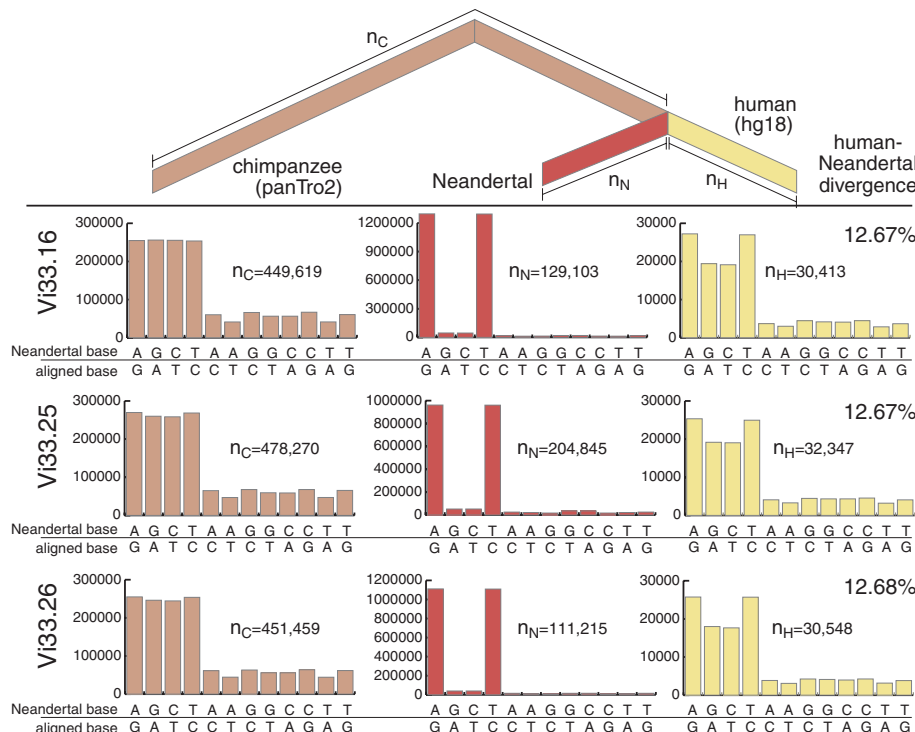 n_C
human
(hg18)
human-
Neandertal
divergence
chimpanzee
(panTro2)
Neandertal
n_N
n_H
Vi33.16
300000
200000
100000
0
n_C=449,619
1200000
900000
600000
300000
0
n_N=129,103
30000
20000
10000
0
n_H=30,413
12.67%
Neandertal base A G C T A A G G C C T T A G C T A A G G C C T T A G C T A A G G C C T T
aligned base G A T C C T C T A G A G G A T C C T C T A G A G G A T C C T C T A G A G
Vi33.25
300000
200000
100000
0
n_C=478,270
1000000
800000
600000
400000
200000
0
n_N=204,845
30000
20000
10000
0
n_H=32,347
12.67%
Neandertal base A G C T A A G G C C T T A G C T A A G G C C T T A G C T A A G G C C T T
aligned base G A T C C T C T A G A G G A T C C T C T A G A G G A T C C T C T A G A G
Vi33.26
300000
200000
100000
0
n_C=451,459
1200000
1000000
800000
600000
400000
200000
0
n_N=111,215
30000
20000
10000
0
n_H=30,548
12.68%
Neandertal base A G C T A A G G C C T T A G C T A A G G C C T T A G C T A A G G C C T T
aligned base G A T C C T C T A G A G G A T C C T C T A G A G G A T C C T C T A G A G